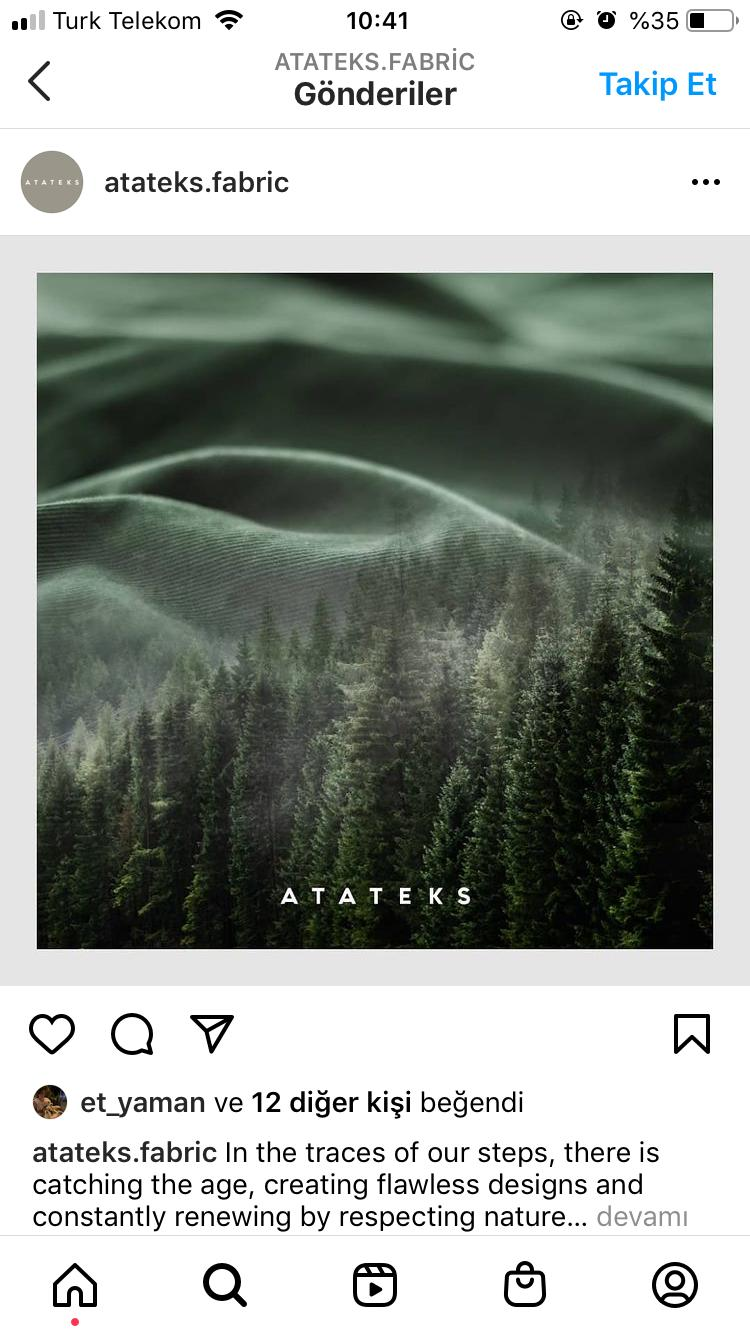 Turk Telekom 10:41 %35
ATATEKS.FABRİC
Gönderiler
Takip Et
ATATEKS
atateks.fabric
ATATEKS
et_yaman ve 12 diğer kişi beğendi
atateks.fabric In the traces of our steps, there is
catching the age, creating flawless designs and
constantly renewing by respecting nature... devamı